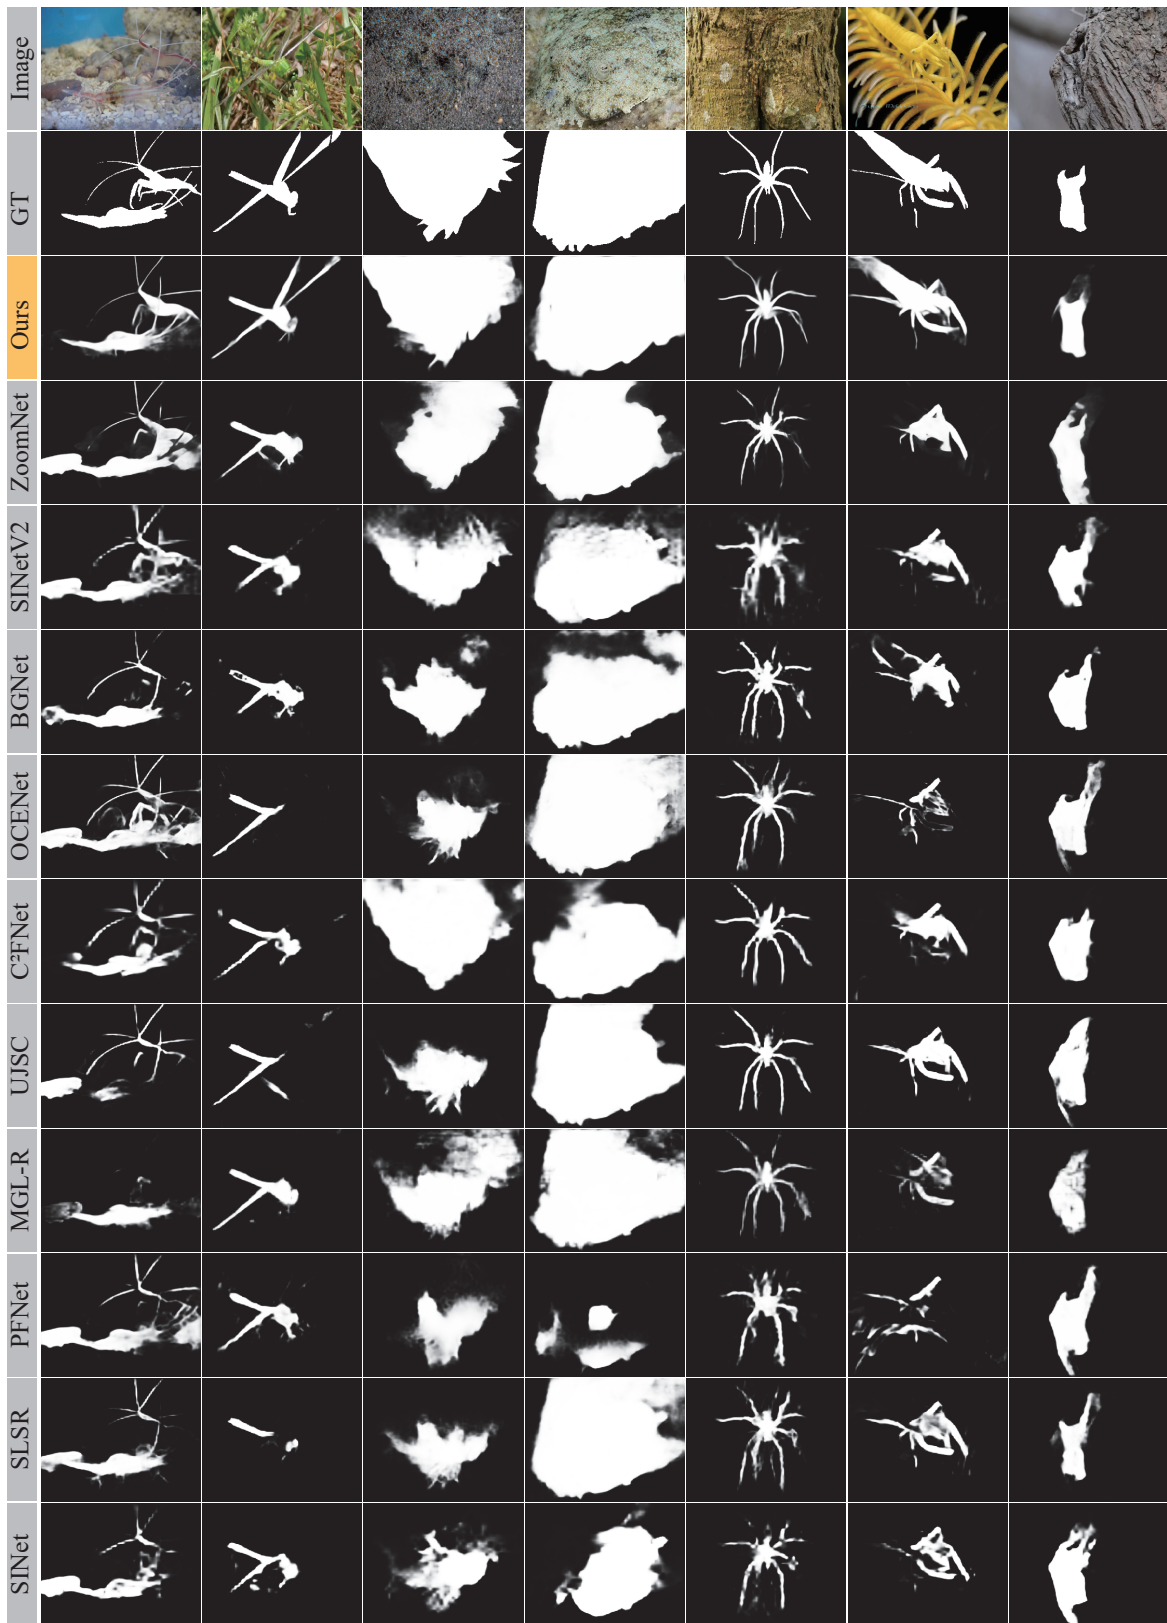 Image
GT
Ours
ZoomNet
SINetV2
BGNet
OCENet
C²FNet
UJSC
MGL-R
PFNet
SLSR
SINet